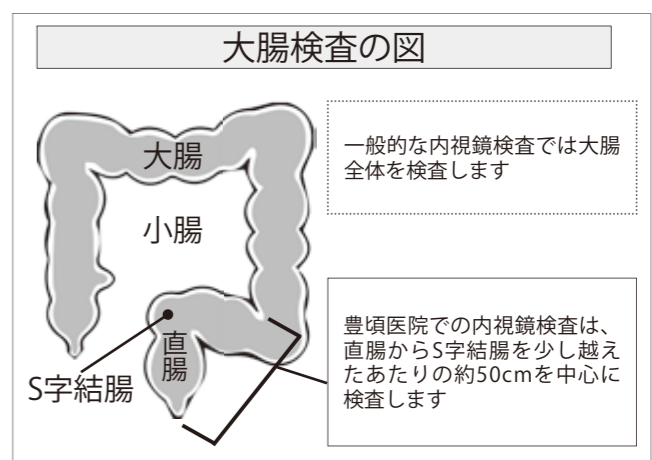 大腸検査の図
大腸
一般的な内視鏡検査では大腸
全体を検査します
小腸
豊頃医院での内視鏡検査は、
直腸からS字結腸を少し越え
たあたりの約50cmを中心に
検査します
直腸
S字結腸